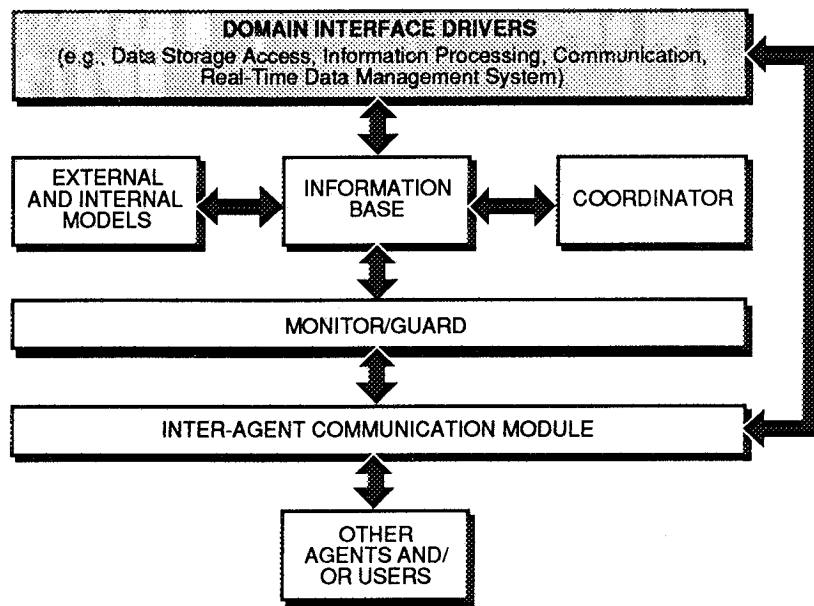 DOMAIN INTERFACE DRIVERS
(e.g., Data Storage Access, Information Processing, Communication,
Real-Time Data Management System)
EXTERNAL
AND INTERNAL
MODELS
INFORMATION
BASE
COORDINATOR
MONITOR/GUARD
INTER-AGENT COMMUNICATION MODULE
OTHER
AGENTS AND/
OR USERS